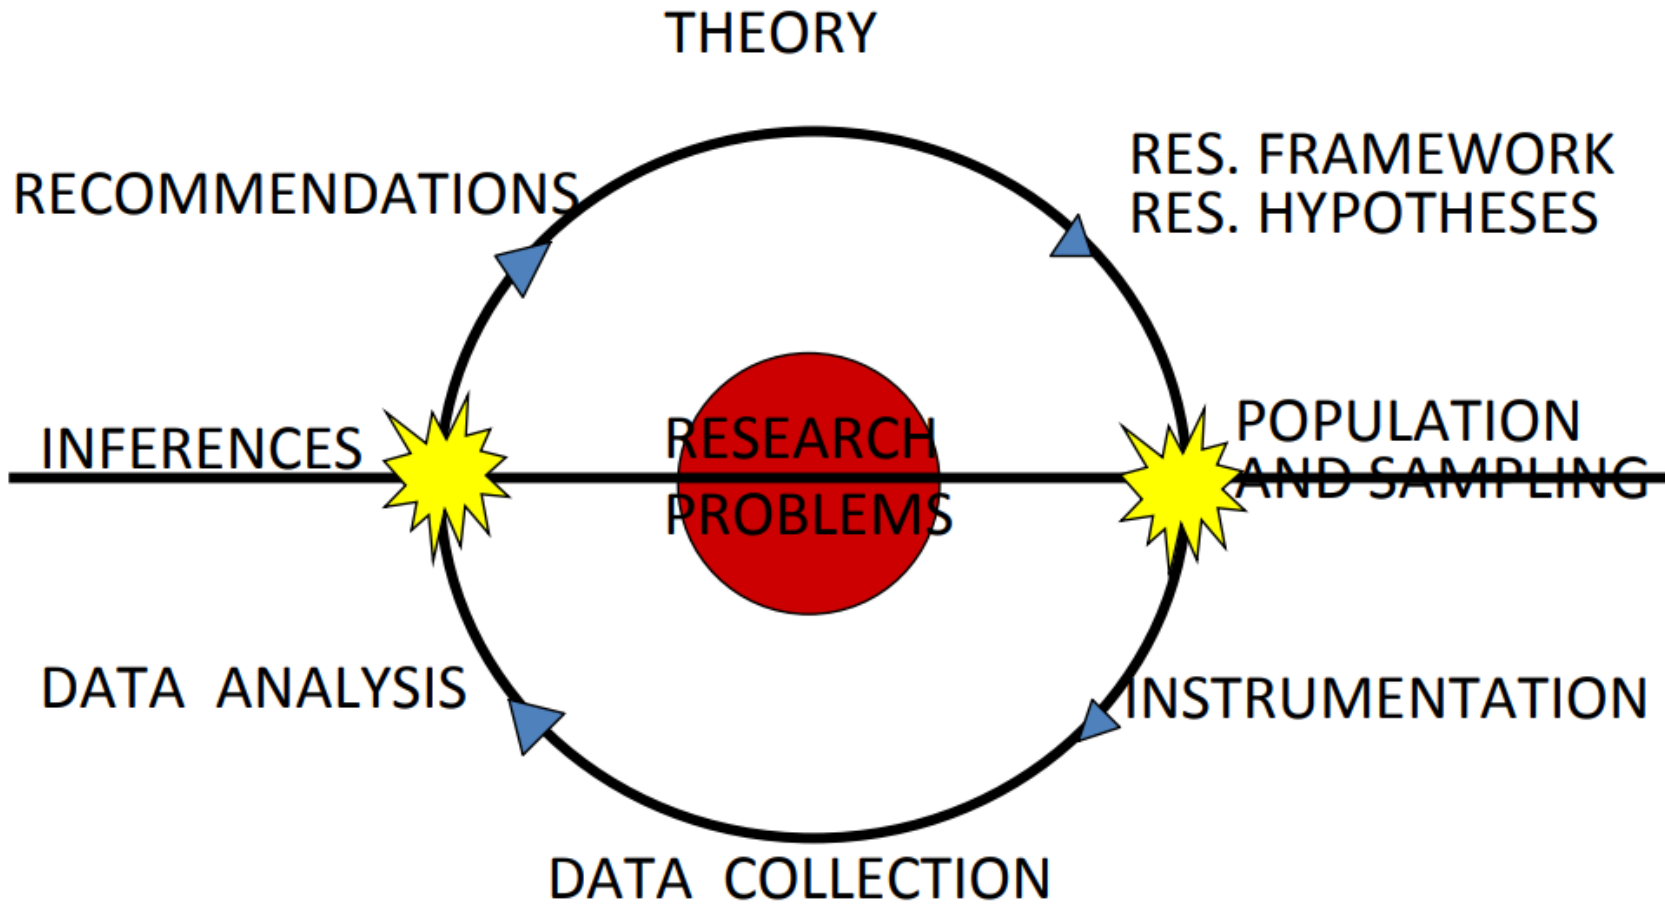 THEORY
RES. FRAMEWORK
RES. HYPOTHESES
RECOMMENDATIONS
POPULATION
AND SAMPLING
INFERENCES
RESEARCH
PROBLEMS
DATA ANALYSIS
INSTRUMENTATION
DATA COLLECTION